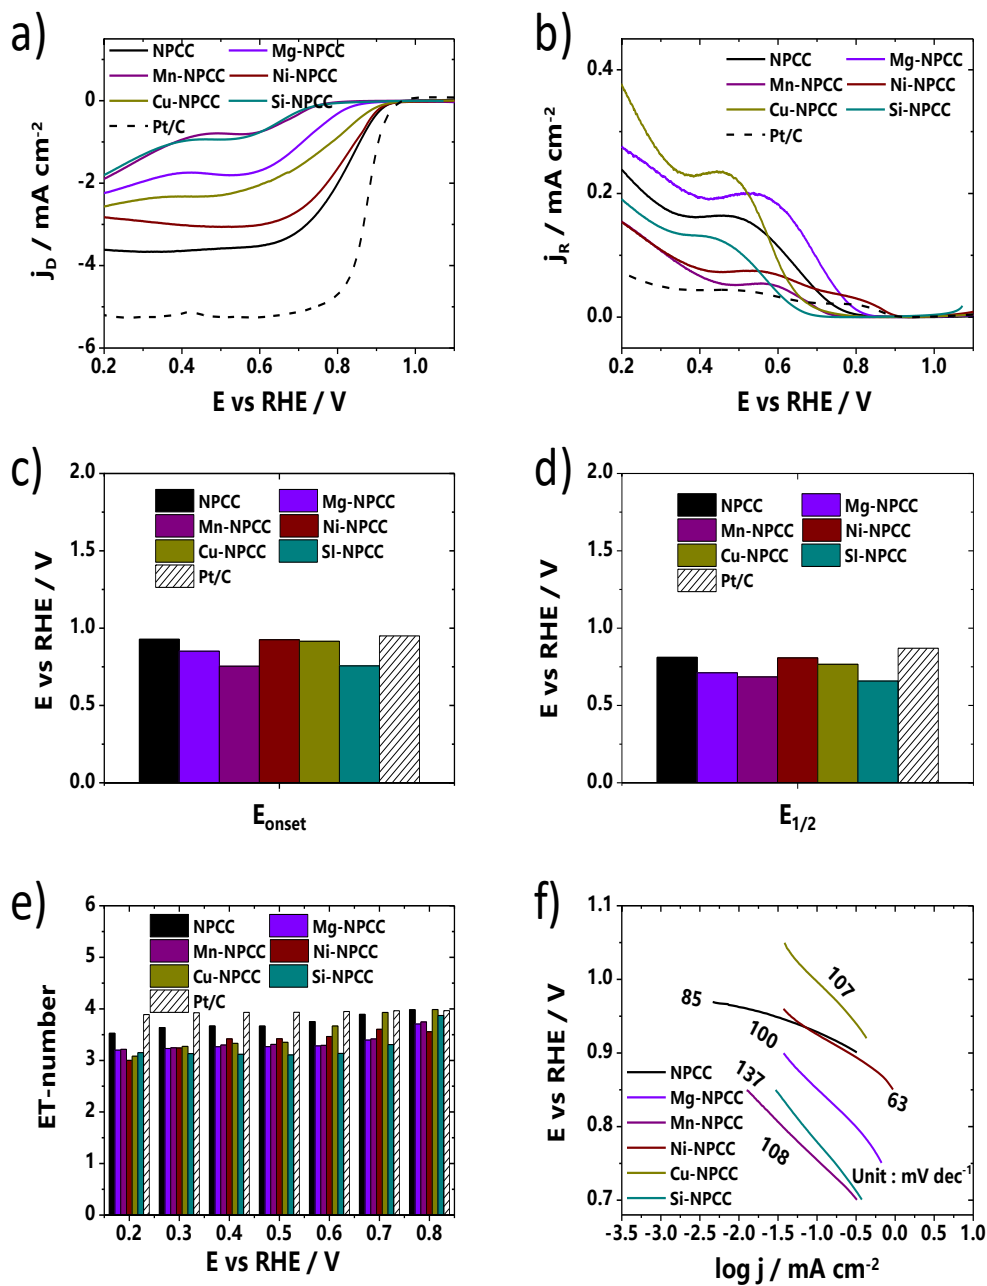 a)
NPCC Mg-NPCC
Mn-NPCC Ni-NPCC
Cu-NPCC Si-NPCC
Pt/C
0
-2
-4
-6
j_D / mA cm⁻²
0.2 0.4 0.6 0.8 1.0
E vs RHE / V
b)
NPCC Mg-NPCC
Mn-NPCC Ni-NPCC
Cu-NPCC Si-NPCC
Pt/C
0.4
0.2
0.0
j_R / mA cm⁻²
0.2 0.4 0.6 0.8 1.0
E vs RHE / V
c)
NPCC Mg-NPCC
Mn-NPCC Ni-NPCC
Cu-NPCC SI-NPCC
Pt/C
2.0
1.5
1.0
0.5
0.0
E vs RHE / V
E_onset
d)
NPCC Mg-NPCC
Mn-NPCC Ni-NPCC
Cu-NPCC SI-NPCC
Pt/C
2.0
1.5
1.0
0.5
0.0
E vs RHE / V
E_1/2
e)
NPCC Mg-NPCC
Mn-NPCC Ni-NPCC
Cu-NPCC Si-NPCC
Pt/C
6
5
4
3
2
1
0
ET-number
0.2 0.3 0.4 0.5 0.6 0.7 0.8
E vs RHE / V
f)
1.1
1.0
0.9
0.8
0.7
E vs RHE / V
107
85
100
63
137
108
NPCC
Mg-NPCC
Mn-NPCC
Ni-NPCC
Cu-NPCC
Si-NPCC
Unit : mV dec⁻¹
-3.5 -3.0 -2.5 -2.0 -1.5 -1.0 -0.5 0.0 0.5 1.0
log j / mA cm⁻²